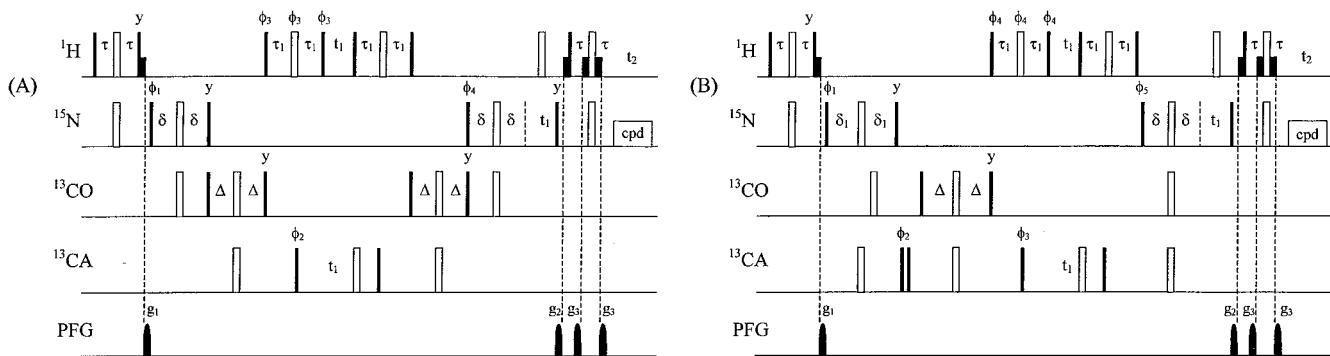 (A)
y ϕ3 ϕ3 ϕ3
¹H τ τ τ₁ τ₁ t₁ τ₁ τ₁ τ τ t₂
ϕ1 y ϕ4 y
¹⁵N δ δ δ δ t₁ cpd
y y
¹³CO Δ Δ Δ Δ
ϕ2
¹³CA t₁
PFG g₁ g₂ g₃ g₃
(B)
y ϕ4 ϕ4 ϕ4
¹H τ τ τ₁ τ₁ t₁ τ₁ τ₁ τ τ t₂
ϕ1 y ϕ5
¹⁵N δ₁ δ₁ δ δ t₁ cpd
y
¹³CO Δ Δ
ϕ2 ϕ3
¹³CA t₁
PFG g₁ g₂ g₃ g₃